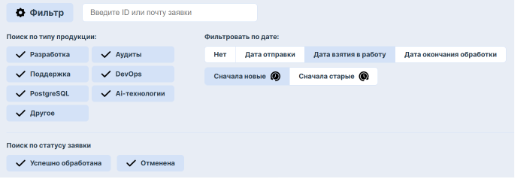 Фильтр Введите ID или почту заявки
Поиск по типу продукции: Фильтровать по дате:
Разработка Аудиты Нет Дата отправки Дата взятия в работу Дата окончания обработки
Поддержка DevOps Сначала новые Сначала старые
PostgreSQL Ai-технологии
Другое
Поиск по статусу заявки
Успешно обработана Отменена